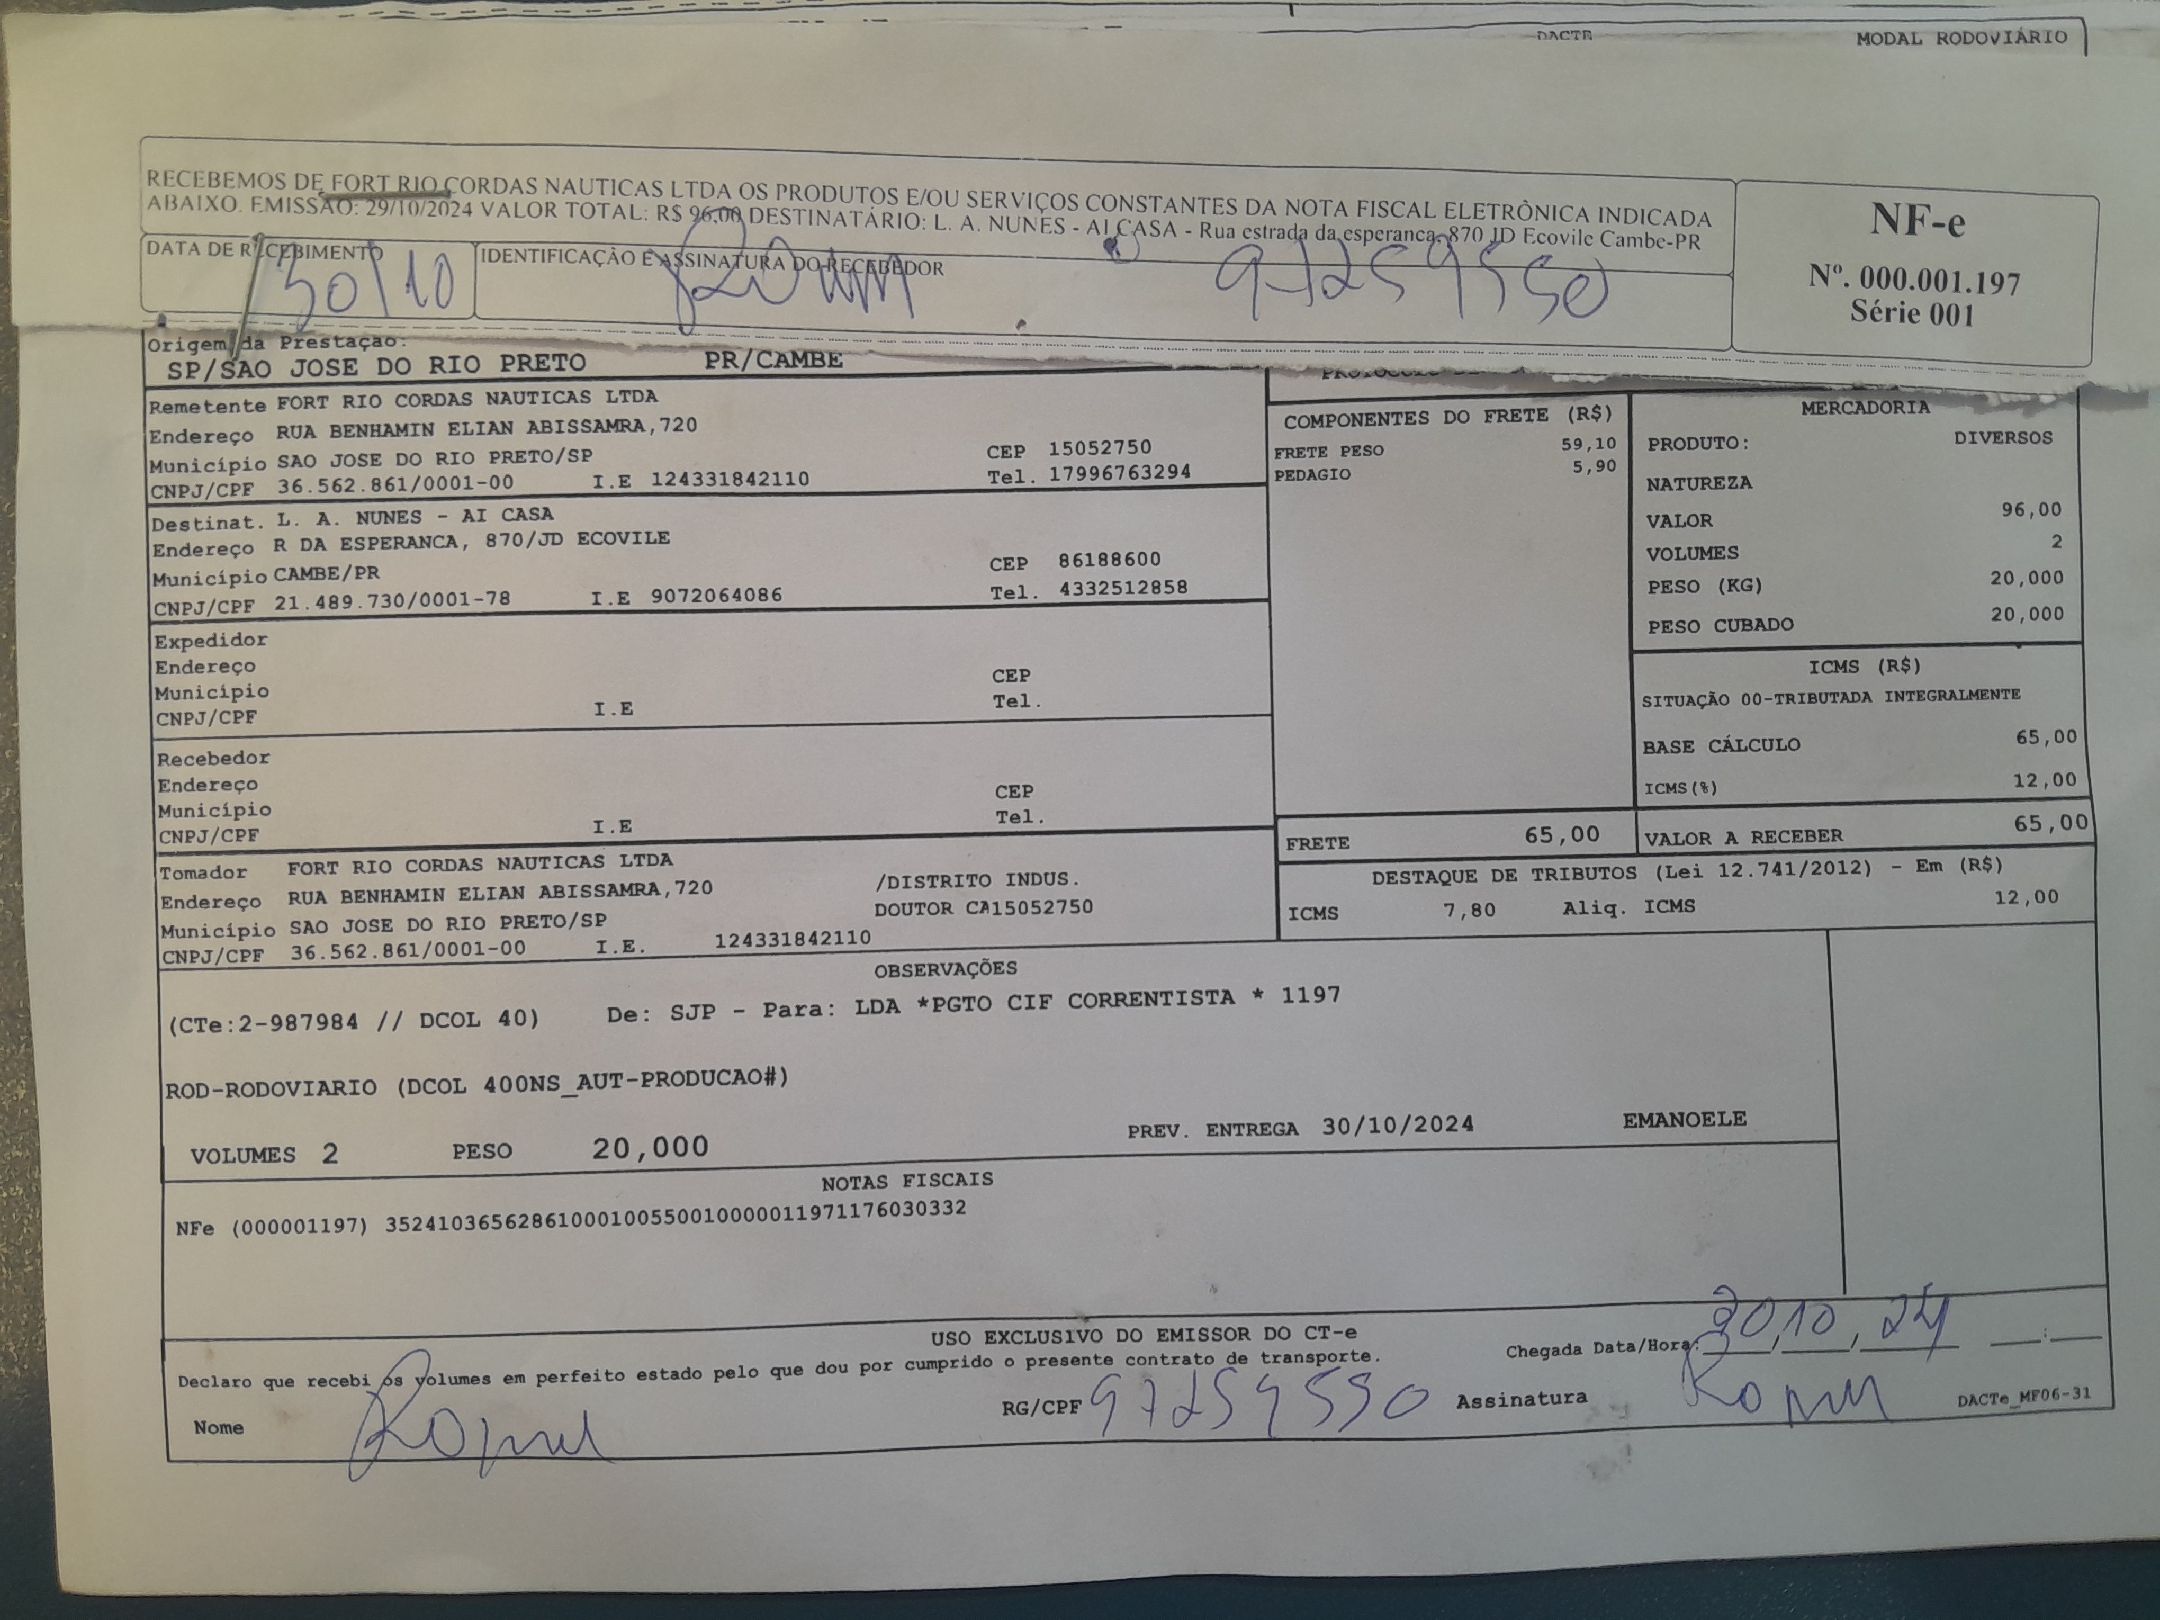 DACTE MODAL RODOVIÁRIO
RECEBEMOS DE FORT RIO CORDAS NAUTICAS LTDA OS PRODUTOS E/OU SERVIÇOS CONSTANTES DA NOTA FISCAL ELETRÔNICA INDICADA
ABAIXO. EMISSÃO: 29/10/2024 VALOR TOTAL: R$ 96,00 DESTINATÁRIO: L. A. NUNES - AI CASA - Rua estrada da esperanca, 870 JD Ecovile Cambe-PR
NF-e
Nº. 000.001.197
Série 001
DATA DE RECEBIMENTO
30/10
IDENTIFICAÇÃO E ASSINATURA DO RECEBEDOR
97259550
Origem da Prestação:
SP/SAO JOSE DO RIO PRETO PR/CAMBE
Remetente FORT RIO CORDAS NAUTICAS LTDA
Endereço RUA BENHAMIN ELIAN ABISSAMRA,720
Município SAO JOSE DO RIO PRETO/SP CEP 15052750
CNPJ/CPF 36.562.861/0001-00 I.E 124331842110 Tel. 17996763294
Destinat. L. A. NUNES - AI CASA
Endereço R DA ESPERANCA, 870/JD ECOVILE
Município CAMBE/PR CEP 86188600
CNPJ/CPF 21.489.730/0001-78 I.E 9072064086 Tel. 4332512858
Expedidor
Endereço
Município CEP
CNPJ/CPF I.E Tel.
Recebedor
Endereço
Município CEP
CNPJ/CPF I.E Tel.
Tomador FORT RIO CORDAS NAUTICAS LTDA
Endereço RUA BENHAMIN ELIAN ABISSAMRA,720 /DISTRITO INDUS.
Município SAO JOSE DO RIO PRETO/SP DOUTOR CA15052750
CNPJ/CPF 36.562.861/0001-00 I.E. 124331842110
COMPONENTES DO FRETE (R$)
FRETE PESO 59,10
PEDAGIO 5,90
MERCADORIA
PRODUTO: DIVERSOS
NATUREZA
VALOR 96,00
VOLUMES 2
PESO (KG) 20,000
PESO CUBADO 20,000
ICMS (R$)
SITUAÇÃO 00-TRIBUTADA INTEGRALMENTE
BASE CÁLCULO 65,00
ICMS(%) 12,00
FRETE 65,00 VALOR A RECEBER 65,00
DESTAQUE DE TRIBUTOS (Lei 12.741/2012) - Em (R$)
ICMS 7,80 Aliq. ICMS 12,00
OBSERVAÇÕES
(CTe:2-987984 // DCOL 40) De: SJP - Para: LDA *PGTO CIF CORRENTISTA * 1197
ROD-RODOVIARIO (DCOL 400NS_AUT-PRODUCAO#)
VOLUMES 2 PESO 20,000 PREV. ENTREGA 30/10/2024 EMANOELE
NOTAS FISCAIS
NFe (000001197) 35241036562861000100550010000011971176030332
USO EXCLUSIVO DO EMISSOR DO CT-e
Declaro que recebi os volumes em perfeito estado pelo que dou por cumprido o presente contrato de transporte.
Chegada Data/Hora: 30,10,24 :
Nome RG/CPF 97259550 Assinatura
DACTe_MF06-31